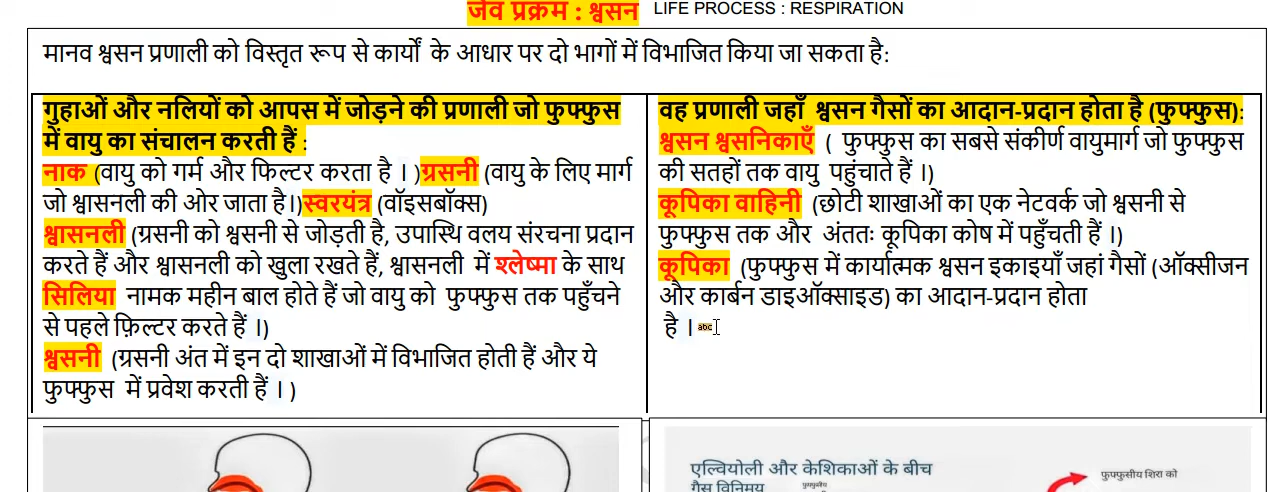 जैव प्रक्रम : श्वसन LIFE PROCESS : RESPIRATION
मानव श्वसन प्रणाली को विस्तृत रूप से कार्यों के आधार पर दो भागों में विभाजित किया जा सकता है:
गुहाओं और नलियों को आपस में जोड़ने की प्रणाली जो फुफ्फुस
में वायु का संचालन करती हैं :
नाक (वायु को गर्म और फिल्टर करता है । )ग्रसनी (वायु के लिए मार्ग
जो श्वासनली की ओर जाता है।)स्वरयंत्र (वॉइसबॉक्स)
श्वासनली (ग्रसनी को श्वसनी से जोड़ती है, उपास्थि वलय संरचना प्रदान
करते हैं और श्वासनली को खुला रखते हैं, श्वासनली में श्लेष्मा के साथ
सिलिया नामक महीन बाल होते हैं जो वायु को फुफ्फुस तक पहुँचने
से पहले फ़िल्टर करते हैं ।)
श्वसनी (ग्रसनी अंत में इन दो शाखाओं में विभाजित होती हैं और ये
फुफ्फुस में प्रवेश करती हैं । )
वह प्रणाली जहाँ श्वसन गैसों का आदान-प्रदान होता है (फुफ्फुस):
श्वसन श्वसनिकाएँ ( फुफ्फुस का सबसे संकीर्ण वायुमार्ग जो फुफ्फुस
की सतहों तक वायु पहुंचाते हैं ।)
कूपिका वाहिनी (छोटी शाखाओं का एक नेटवर्क जो श्वसनी से
फुफ्फुस तक और अंततः कूपिका कोष में पहुँचती हैं ।)
कूपिका (फुफ्फुस में कार्यात्मक श्वसन इकाइयाँ जहां गैसों (ऑक्सीजन
और कार्बन डाइऑक्साइड) का आदान-प्रदान होता
है । abc
एल्वियोली और केशिकाओं के बीच
गैस विनिमय
फुफ्फुसीय शिरा को